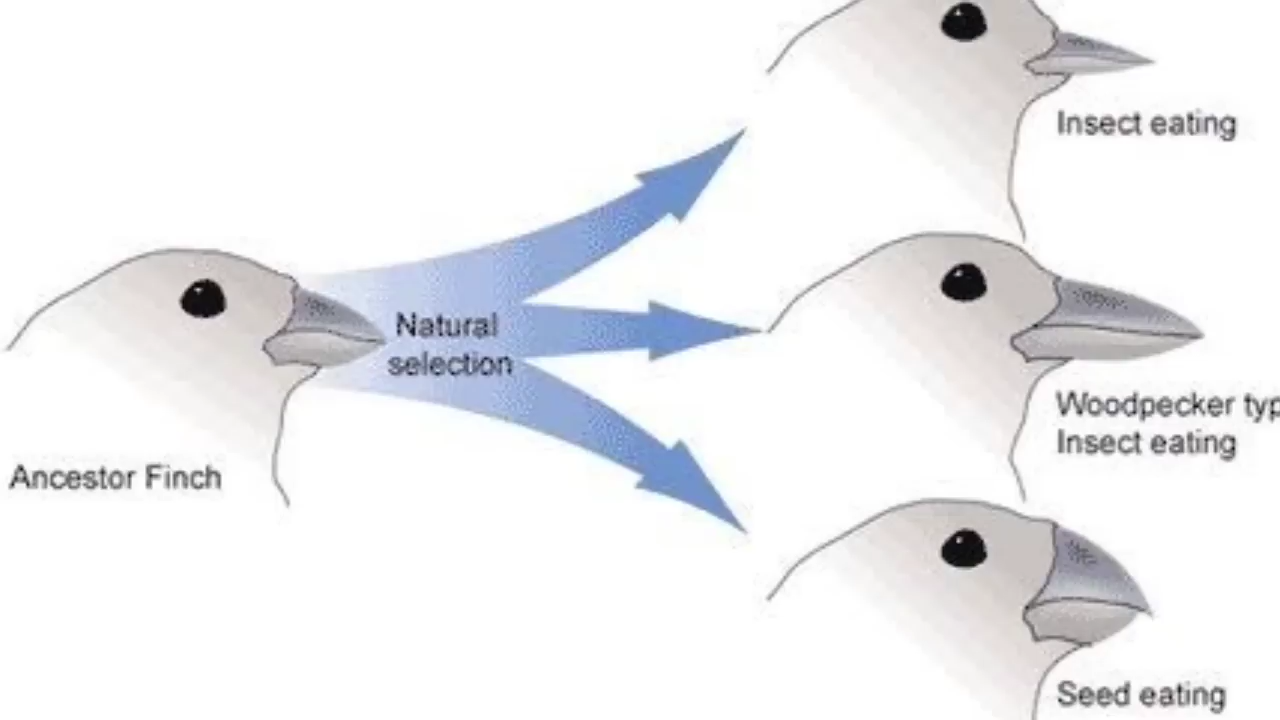 Insect eating
Natural
selection
Woodpecker typ
Insect eating
Ancestor Finch
Seed eating